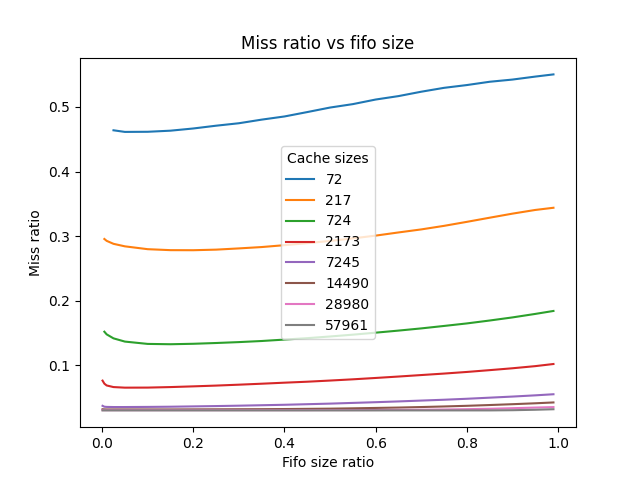 Miss ratio vs fifo size
Miss ratio
0.5
0.4
0.3
0.2
0.1
Cache sizes
72
217
724
2173
7245
14490
28980
57961
0.0 0.2 0.4 0.6 0.8 1.0
Fifo size ratio